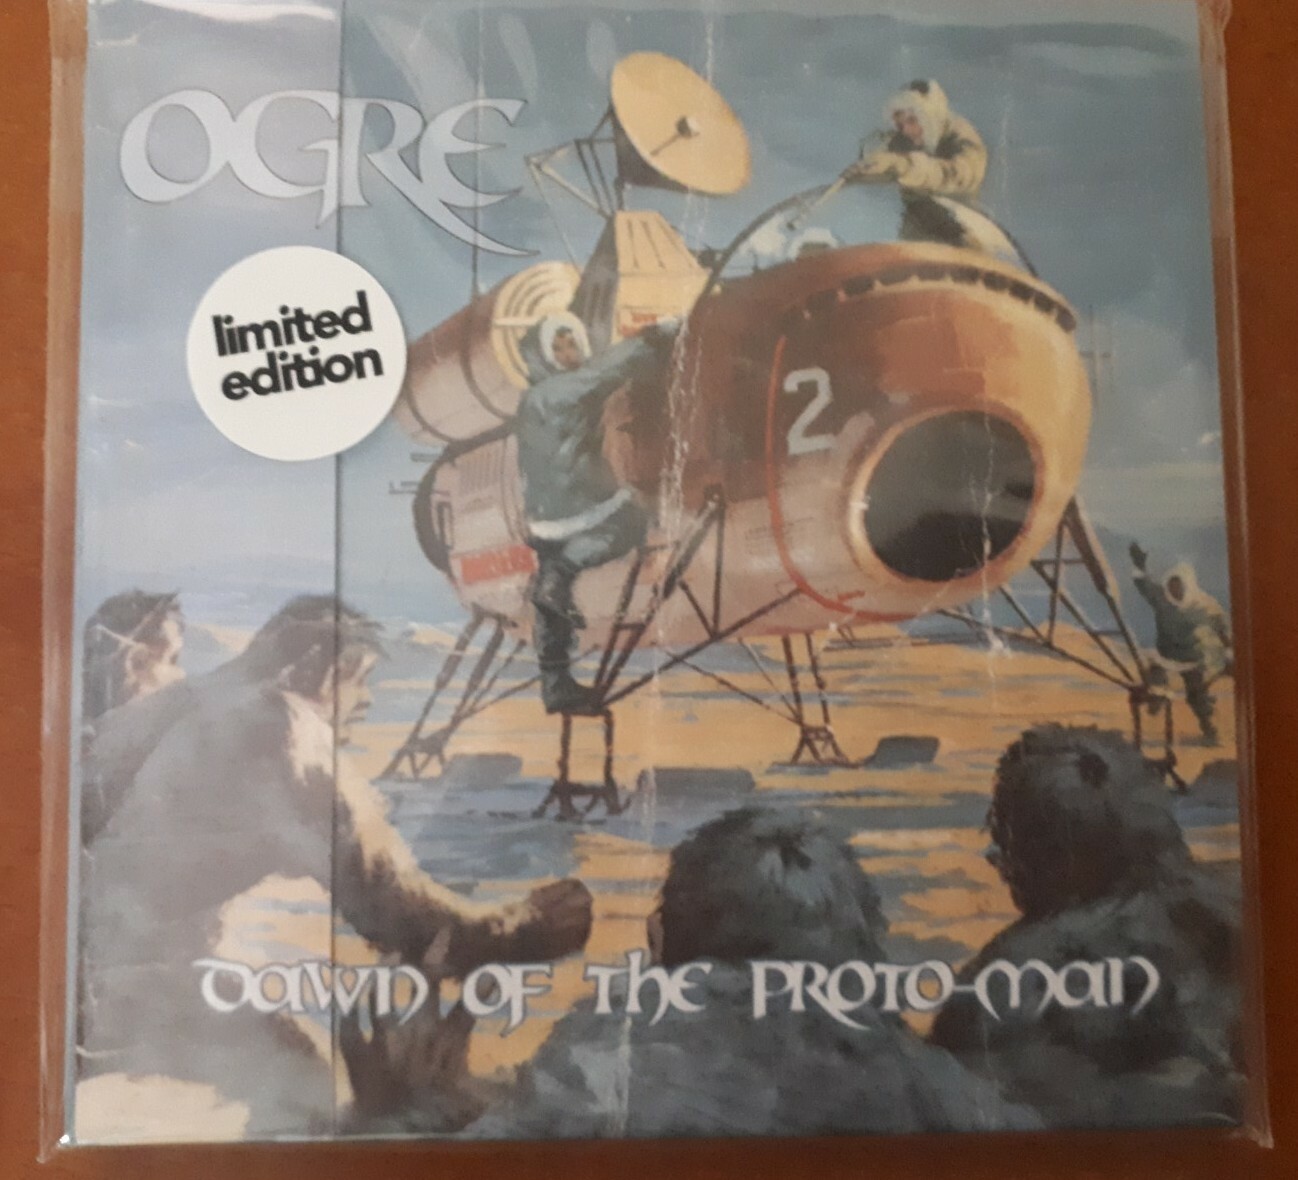 OGRE
limited
edition
2
Dawn of the Proto-Man